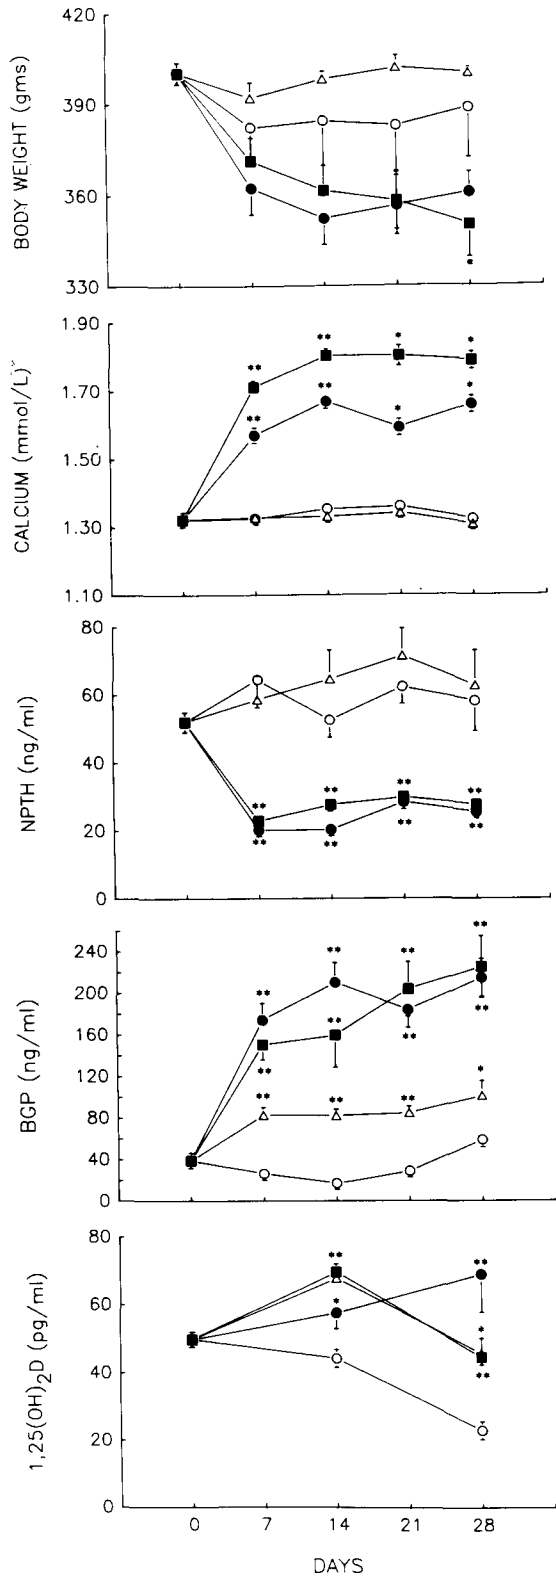 420
390
360
330
BODY WEIGHT (gms)
*
1.90
1.70
1.50
1.30
1.10
CALCIUM (mmol/L)
** ** * *
** ** * *
80
60
40
20
0
NPTH (ng/ml)
** ** ** **
** ** ** **
240
200
160
120
80
40
0
BGP (ng/ml)
** ** ** **
** ** ** **
** ** ** *
80
60
40
20
0
1,25(OH)2D (pg/ml)
** **
* *
**
0 7 14 21 28
DAYS